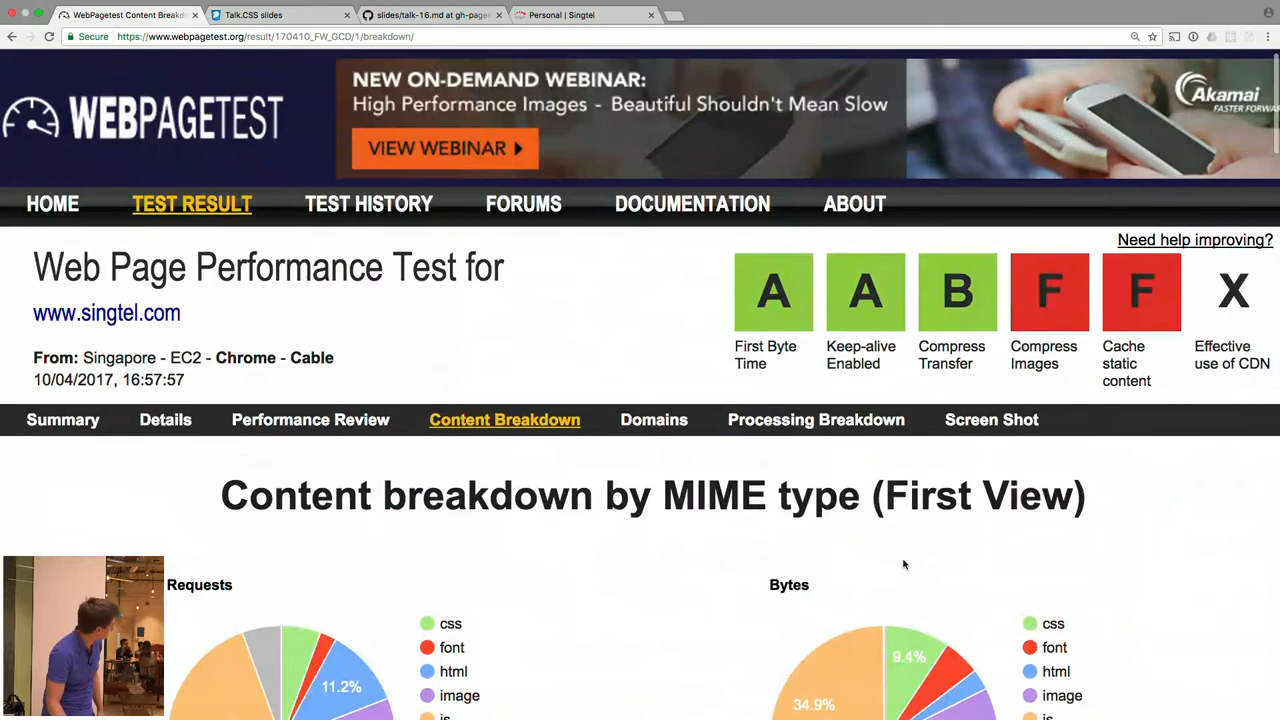 WebPagetest Content Breakdo
Talk.CSS slides
slides/talk-16.md at gh-page
Personal | Singtel
Secure
https://www.webpagetest.org/result/170410_FW_GCD/1/breakdown/
WEBPAGETEST
NEW ON-DEMAND WEBINAR:
High Performance Images - Beautiful Shouldn't Mean Slow
VIEW WEBINAR
Akamai
FASTER FORWA
HOME
TEST RESULT
TEST HISTORY
FORUMS
DOCUMENTATION
ABOUT
Need help improving?
Web Page Performance Test for
www.singtel.com
From: Singapore - EC2 - Chrome - Cable
10/04/2017, 16:57:57
A
First Byte
Time
A
Keep-alive
Enabled
B
Compress
Transfer
F
Compress
Images
F
Cache
static
content
X
Effective
use of CDN
Summary
Details
Performance Review
Content Breakdown
Domains
Processing Breakdown
Screen Shot
Content breakdown by MIME type (First View)
Requests
11.2%
css
font
html
image
js
Bytes
9.4%
34.9%
css
font
html
image
js